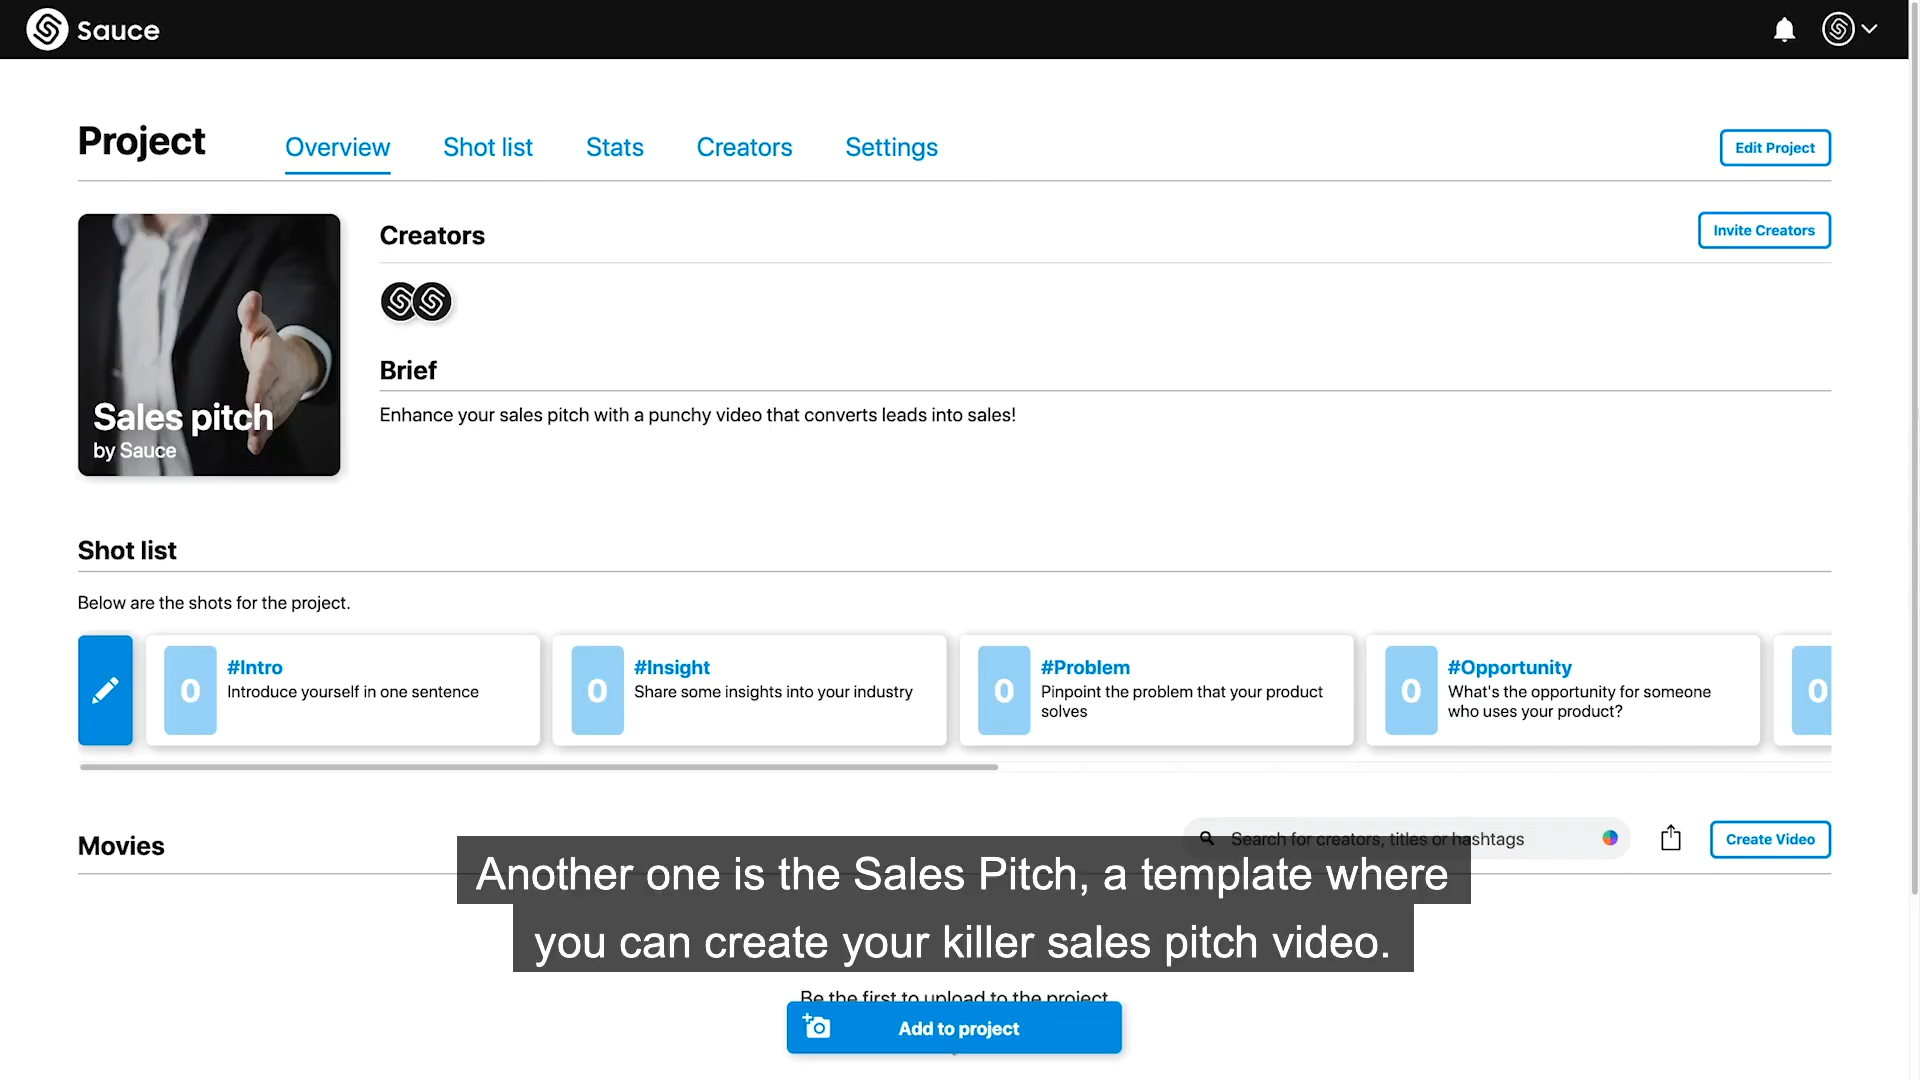 Sauce
Project
Overview
Shot list
Stats
Creators
Settings
Edit Project
Sales pitch
by Sauce
Creators
Invite Creators
Brief
Enhance your sales pitch with a punchy video that converts leads into sales!
Shot list
Below are the shots for the project.
0
#Intro
Introduce yourself in one sentence
0
#Insight
Share some insights into your industry
0
#Problem
Pinpoint the problem that your product
solves
0
#Opportunity
What's the opportunity for someone
who uses your product?
0
Movies
Search for creators, titles or hashtags
Create Video
Another one is the Sales Pitch, a template where
you can create your killer sales pitch video.
Be the first to upload to the project
Add to project